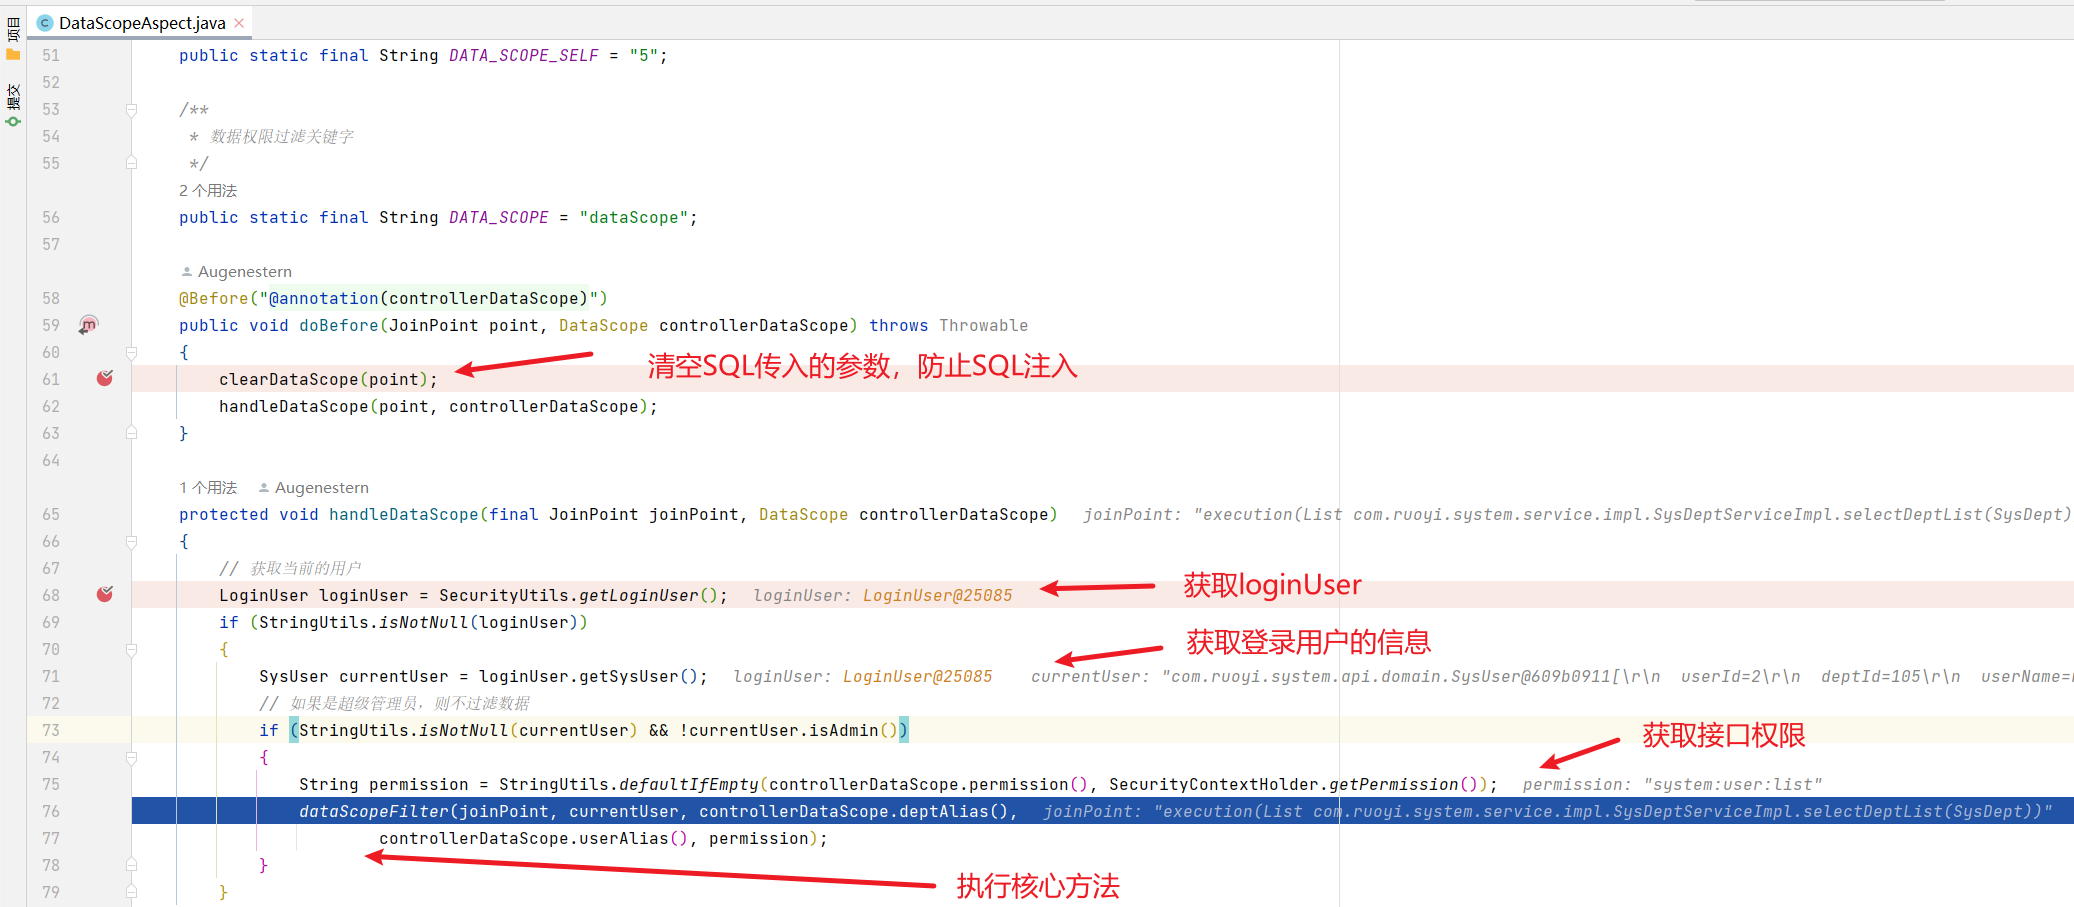 DataScopeAspect.java
项目
提交
51 public static final String DATA_SCOPE_SELF = "5";
52
53 /**
54 * 数据权限过滤关键字
55 */
2 个用法
56 public static final String DATA_SCOPE = "dataScope";
57
Augenestern
58 @Before("@annotation(controllerDataScope)")
59 public void doBefore(JoinPoint point, DataScope controllerDataScope) throws Throwable
60 {
清空SQL传入的参数，防止SQL注入
61 clearDataScope(point);
62 handleDataScope(point, controllerDataScope);
63 }
64
1 个用法 Augenestern
65 protected void handleDataScope(final JoinPoint joinPoint, DataScope controllerDataScope) joinPoint: "execution(List com.ruoyi.system.service.impl.SysDeptServiceImpl.selectDeptList(SysDept)
66 {
67 // 获取当前的用户
68 LoginUser loginUser = SecurityUtils.getLoginUser(); loginUser: LoginUser@25085 获取loginUser
69 if (StringUtils.isNotNull(loginUser))
70 {
获取登录用户的信息
71 SysUser currentUser = loginUser.getSysUser(); loginUser: LoginUser@25085 currentUser: "com.ruoyi.system.api.domain.SysUser@609b0911[\r\n userId=2\r\n deptId=105\r\n userName=
72 // 如果是超级管理员，则不过滤数据
73 if (StringUtils.isNotNull(currentUser) && !currentUser.isAdmin())
获取接口权限
74 {
75 String permission = StringUtils.defaultIfEmpty(controllerDataScope.permission(), SecurityContextHolder.getPermission()); permission: "system:user:list"
76 dataScopeFilter(joinPoint, currentUser, controllerDataScope.deptAlias(), joinPoint: "execution(List com.ruoyi.system.service.impl.SysDeptServiceImpl.selectDeptList(SysDept))"
77 controllerDataScope.userAlias(), permission);
78 }
执行核心方法
79 }